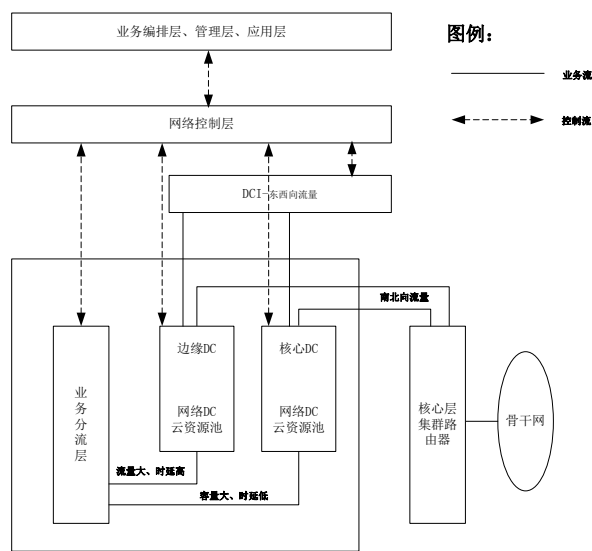 业务编排层、管理层、应用层
图例：
业务流
控制流
网络控制层
DCI-东西向流量
南北向流量
边缘DC
核心DC
业
务
分
流
层
网络DC
云资源池
网络DC
云资源池
核心层
集群路
由器
骨干网
流量大、时延高
容量大、时延低